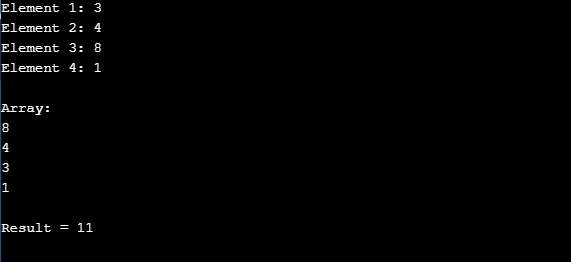 Element 1: 3
Element 2: 4
Element 3: 8
Element 4: 1
Array:
8
4
3
1
Result = 11